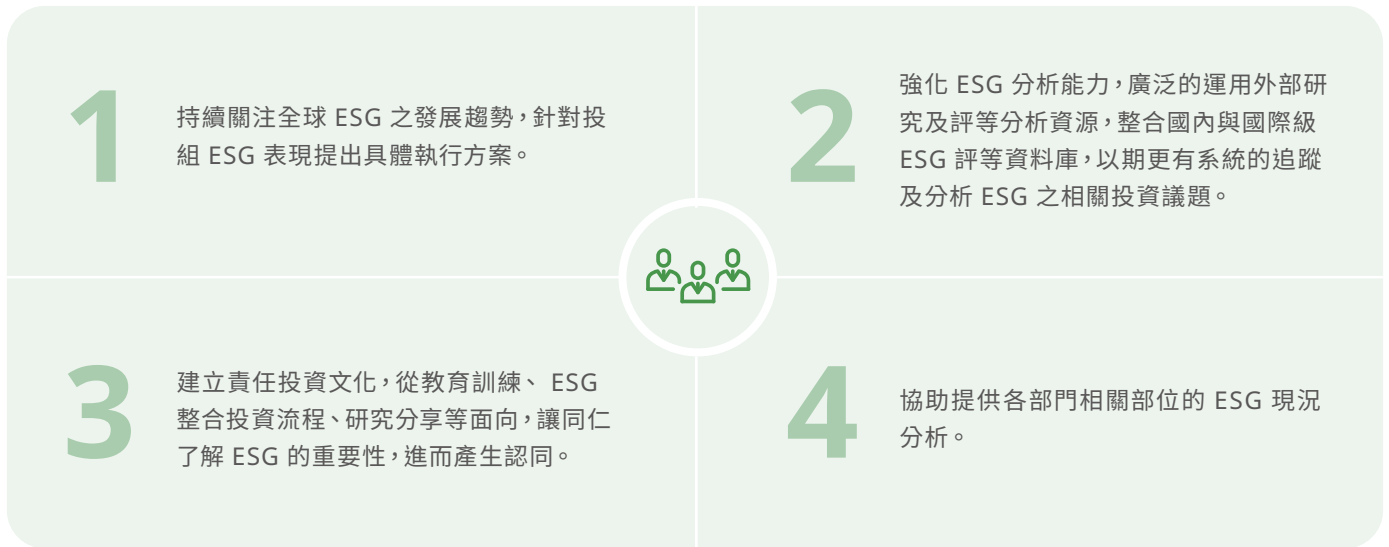 1
持續關注全球 ESG 之發展趨勢，針對投
組 ESG 表現提出具體執行方案。
2
強化 ESG 分析能力，廣泛的運用外部研
究及評等分析資源，整合國內與國際級
ESG 評等資料庫，以期更有系統的追蹤
及分析 ESG 之相關投資議題。
3
建立責任投資文化，從教育訓練、 ESG
整合投資流程、研究分享等面向，讓同仁
了解 ESG 的重要性，進而產生認同。
4
協助提供各部門相關部位的 ESG 現況
分析。